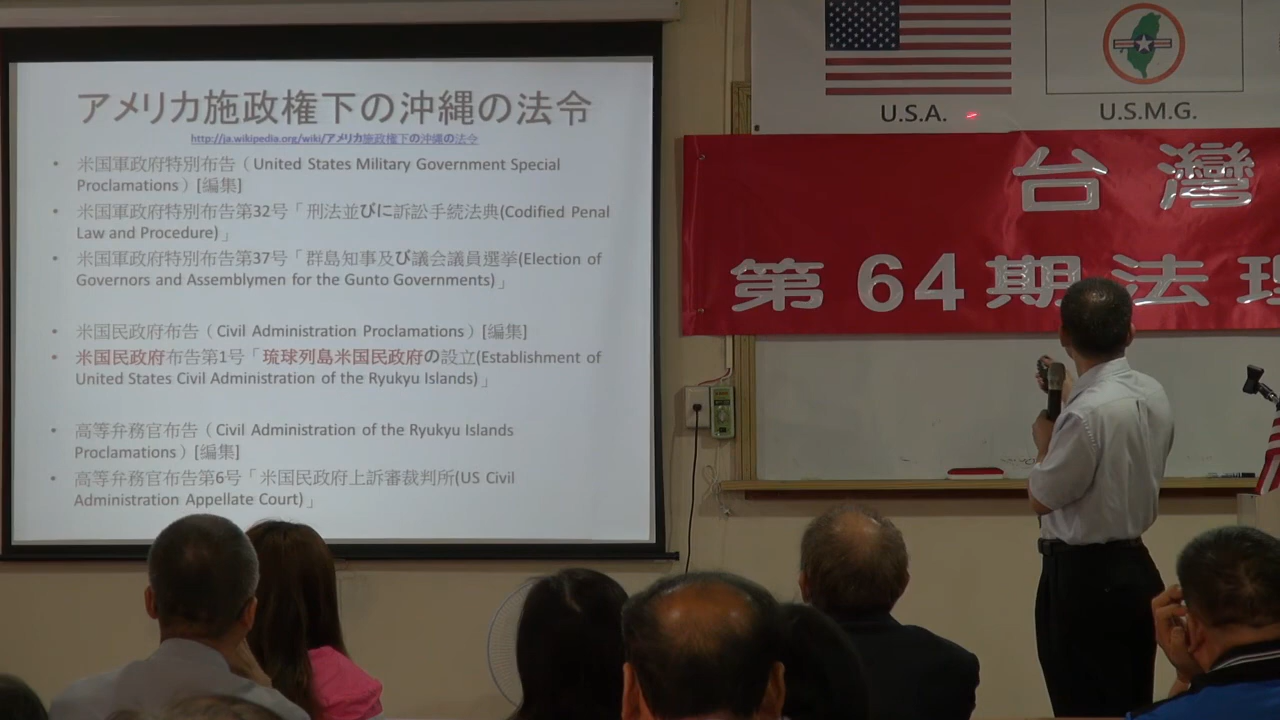 アメリカ施政権下の沖縄の法令
http://ja.wikipedia.org/wiki/アメリカ施政権下の沖縄の法令
• 米国軍政府特別布告（United States Military Government Special
Proclamations）[編集]
• 米国軍政府特別布告第32号「刑法並びに訴訟手続法典(Codified Penal
Law and Procedure)」
• 米国軍政府特別布告第37号「群島知事及び議会議員選挙(Election of
Governors and Assemblymen for the Gunto Governments)」
• 米国民政府布告（Civil Administration Proclamations）[編集]
• 米国民政府布告第1号「琉球列島米国民政府の設立(Establishment of
United States Civil Administration of the Ryukyu Islands)」
• 高等弁務官布告（Civil Administration of the Ryukyu Islands
Proclamations）[編集]
• 高等弁務官布告第6号「米国民政府上訴審裁判所(US Civil
Administration Appellate Court)」
U.S.A.
U.S.M.G.
台灣
第64期法理